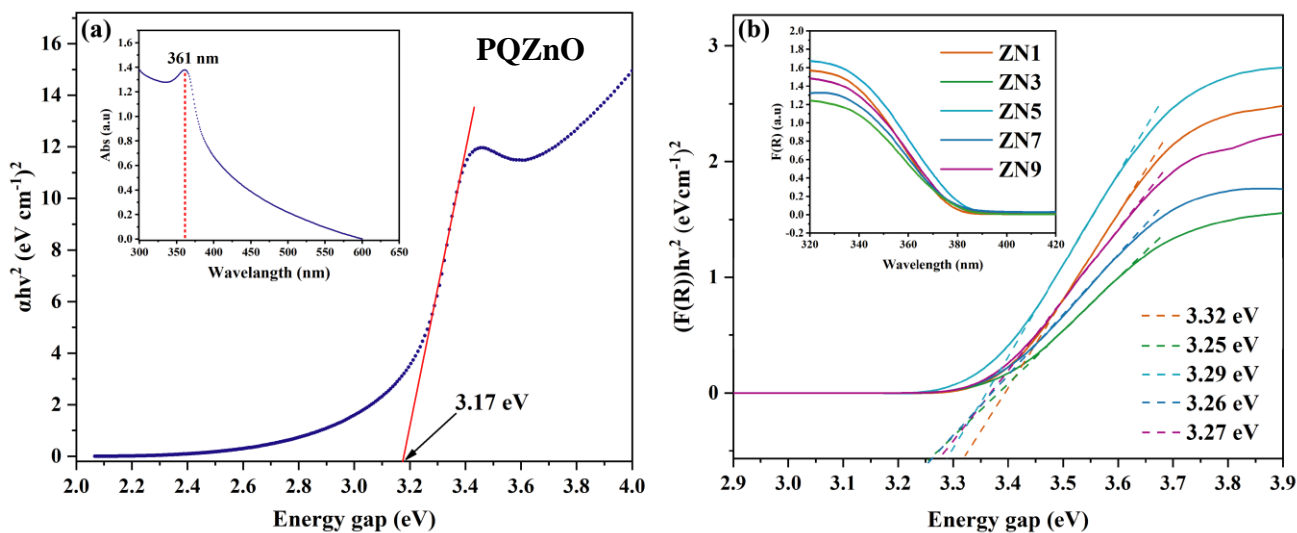 (a)
PQZnO
αhν² (eV cm⁻¹)²
16
14
12
10
8
6
4
2
0
2.0 2.2 2.4 2.6 2.8 3.0 3.2 3.4 3.6 3.8 4.0
Energy gap (eV)
3.17 eV
361 nm
Abs (a.u)
1.6
1.4
1.2
1.0
0.8
0.6
0.4
0.2
0.0
300 350 400 450 500 550 600 650
Wavelangth (nm)
(b)
(F(R))hν² (eVcm⁻¹)²
3
2
1
0
2.9 3.0 3.1 3.2 3.3 3.4 3.5 3.6 3.7 3.8 3.9
Energy gap (eV)
F(R) (a.u)
2.0
1.8
1.6
1.4
1.2
1.0
0.8
0.6
0.4
0.2
0.0
-0.2
320 340 360 380 400 420
Wavelength (nm)
ZN1
ZN3
ZN5
ZN7
ZN9
3.32 eV
3.25 eV
3.29 eV
3.26 eV
3.27 eV